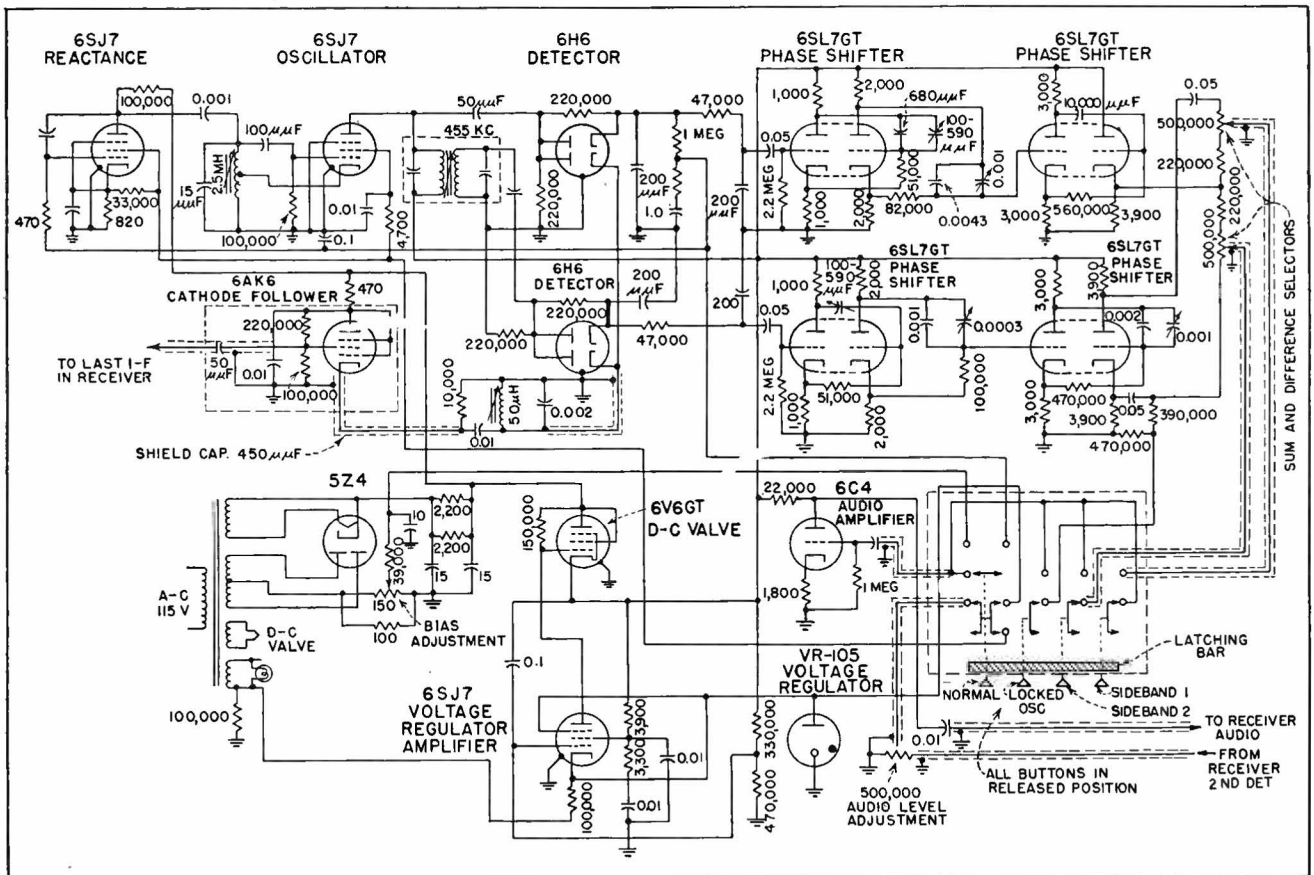 6SJ7
REACTANCE
6SJ7
OSCILLATOR
6H6
DETECTOR
6SL7GT
PHASE SHIFTER
6SL7GT
PHASE SHIFTER
100,000
0.001
100μμF
2.5MH
15
μμF
33,000
820
470
100,000
0.01
0.1
4,700
50μμF
455 KC
220,000
220,000
47,000
1 MEG
200
μμF
1.0
200
μμF
0.05
2.2 MEG
1,000
2,000
680μμF
100-
590
μμF
51,000
1,000
2,000
82,000
0.0043
0.001
3,000
10,000 μμF
3,000
560,000
3,900
0.05
500,000
220,000
220,000
500,000
SUM AND DIFFERENCE SELECTORS
6AK6
CATHODE FOLLOWER
470
220,000
TO LAST I-F
IN RECEIVER
50
μμF
0.01
100,000
6H6
DETECTOR
220,000
220,000
200
μμF
47,000
200
10,000
50μH
0.002
0.01
SHIELD CAP. 450μμF
6SL7GT
PHASE
SHIFTER
1,000
100-
590
μμF
2,000
0.05
2.2 MEG
1,000
51,000
2,000
0.001
0.0003
100,000
6SL7GT
PHASE
SHIFTER
3,000
3,900
0.002
0.001
3,000
470,000
3,900
0.05
390,000
470,000
5Z4
A-C
115 V
D-C
VALVE
100,000
10
39,000
2,200
2,200
15
15
150
100
BIAS
ADJUSTMENT
6V6GT
D-C VALVE
150,000
0.1
6SJ7
VOLTAGE
REGULATOR
AMPLIFIER
3,900
3,300
0.01
0.01
100,000
22,000
6C4
AUDIO
AMPLIFIER
1,800
1 MEG
VR-105
VOLTAGE
REGULATOR
330,000
470,000
500,000
AUDIO LEVEL
ADJUSTMENT
0.01
LATCHING
BAR
NORMAL
LOCKED
OSC
SIDEBAND 1
SIDEBAND 2
ALL BUTTONS IN
RELEASED POSITION
TO RECEIVER
AUDIO
FROM
RECEIVER
2ND DET